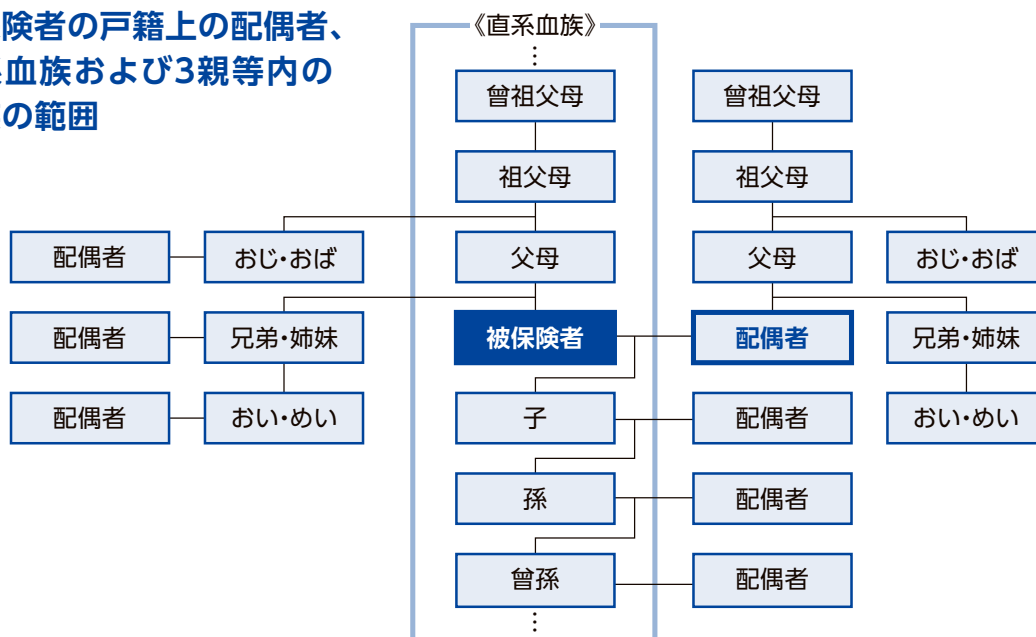 険者の戸籍上の配偶者、
血族および3親等内の
の範囲
《直系血族》
⋮
曾祖父母 曾祖父母
祖父母 祖父母
配偶者 おじ・おば 父母 父母 おじ・おば
配偶者 兄弟・姉妹 被保険者 配偶者 兄弟・姉妹
配偶者 おい・めい 子 配偶者 おい・めい
孫 配偶者
曾孫 配偶者
⋮